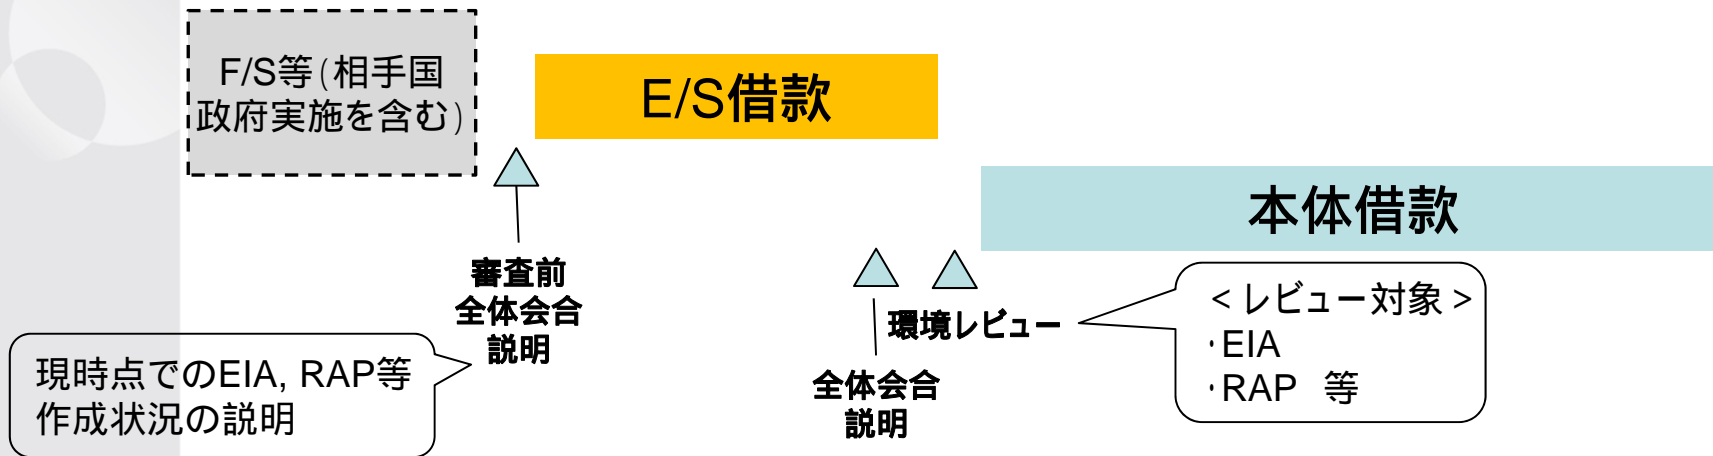 F/S等(相手国
政府実施を含む)
E/S借款
本体借款
審査前
全体会合
説明
現時点でのEIA, RAP等
作成状況の説明
全体会合
説明
環境レビュー
<レビュー対象>
・EIA
・RAP 等